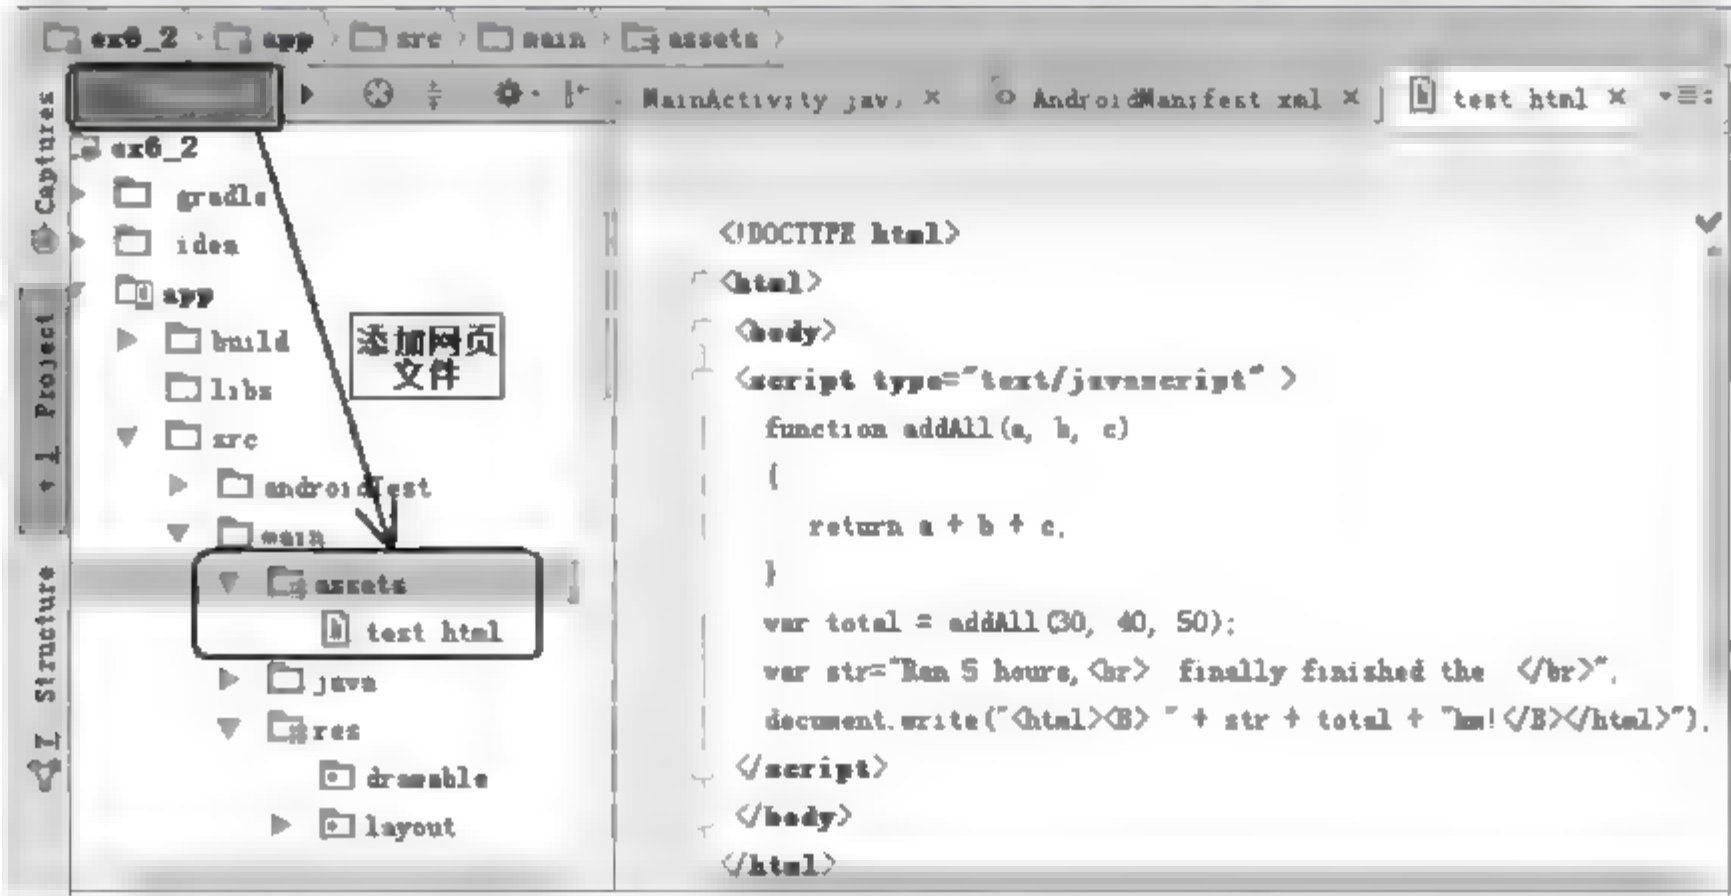 ex6_2 app src main assets
MainActivity.java × AndroidManifest.xml × test.html ×
Captures
1 Project
7 Structure
ex6_2
gradle
idea
app
build
libs
src
androidTest
main
assets
test.html
java
res
drawable
layout
添加网页
文件
<!DOCTYPE html>
<html>
<body>
<script type="text/javascript" >
function addAll(a, b, c)
{
return a + b + c;
}
var total = addAll(30, 40, 50);
var str="Ran 5 hours,<br> finally finished the </br>";
document.write("<html><B> " + str + total + "km!</B></html>");
</script>
</body>
</html>